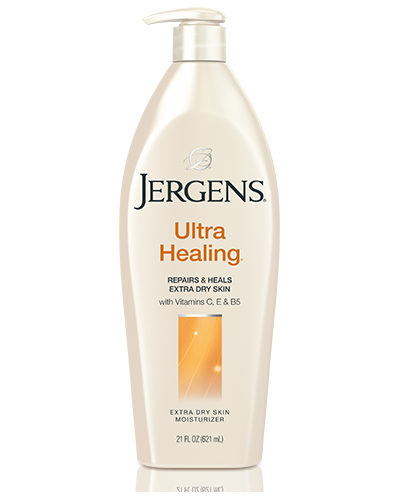 JERGENS®
Ultra
Healing®
REPAIRS & HEALS
EXTRA DRY SKIN
with Vitamins C, E & B5
EXTRA DRY SKIN
MOISTURIZER
21 FL OZ (621 mL)